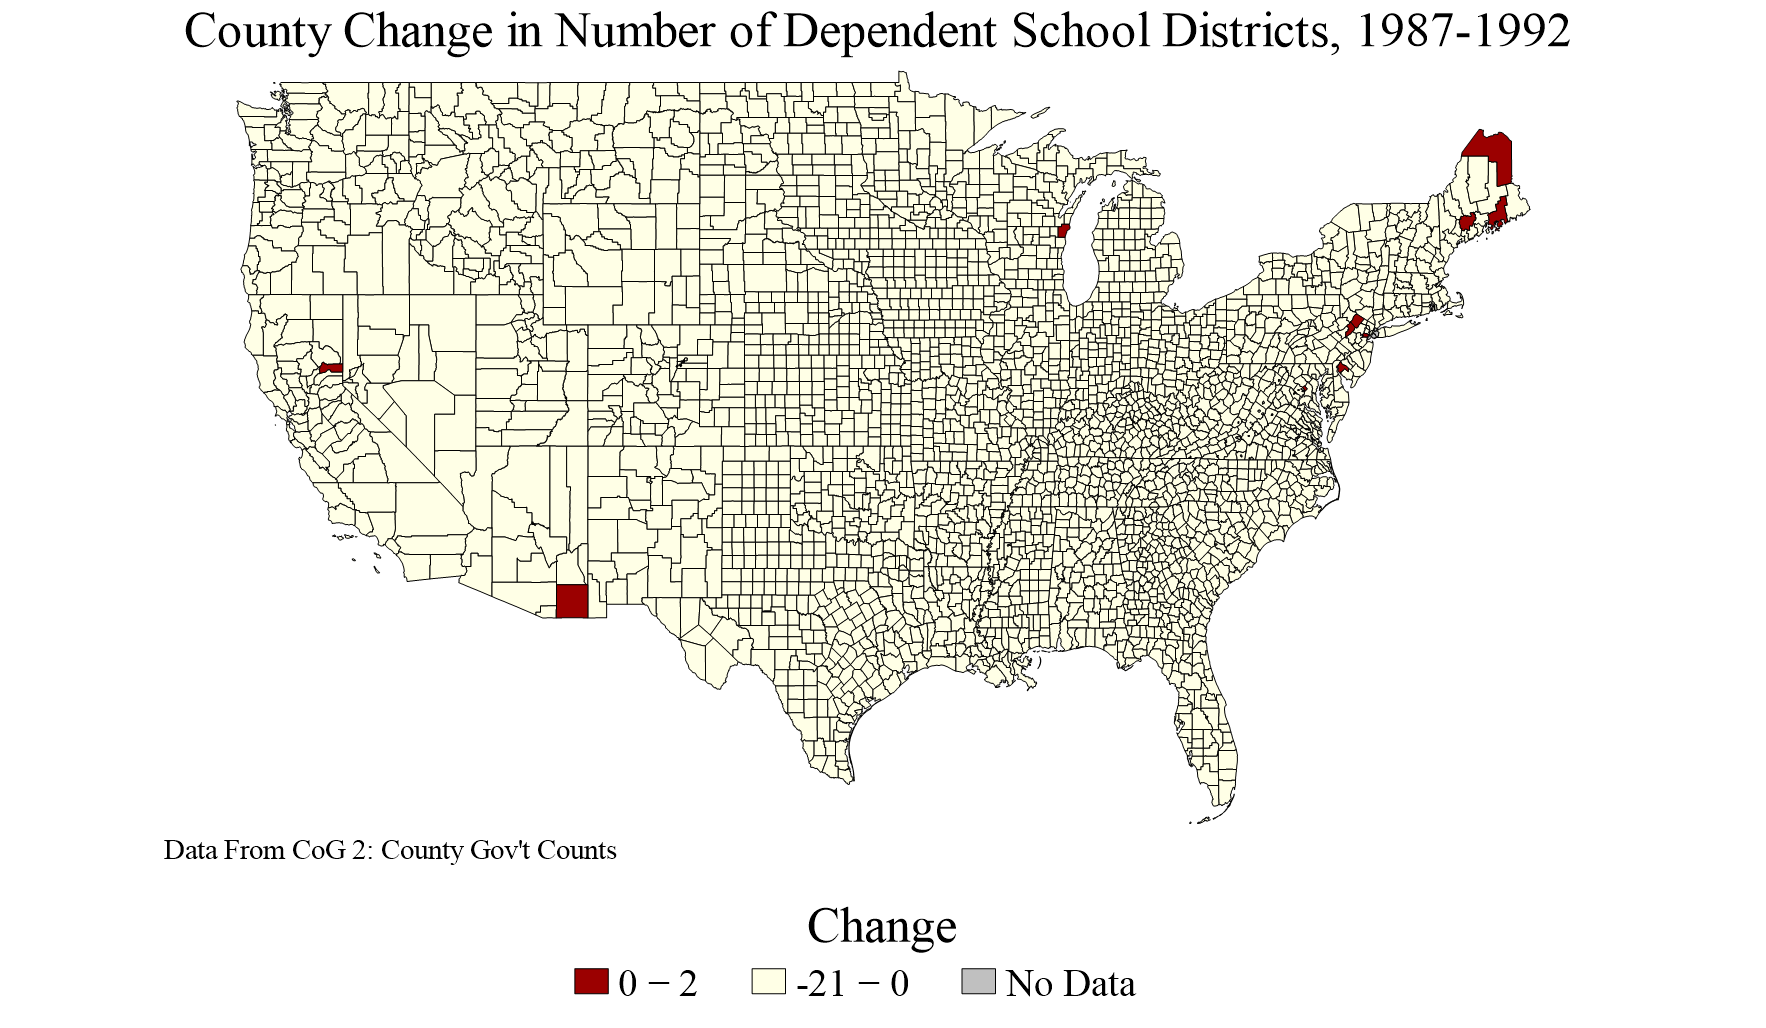 County Change in Number of Dependent School Districts, 1987-1992
Data From CoG 2: County Gov't Counts
Change
0 − 2 -21 − 0 No Data